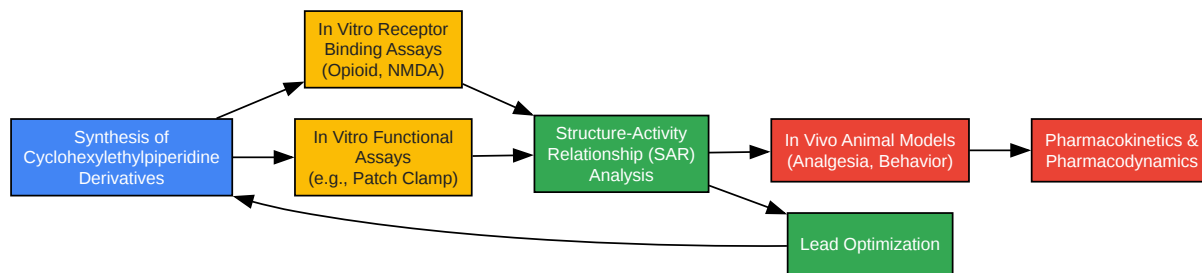 Synthesis of
Cyclohexylethylpiperidine
Derivatives
In Vitro Receptor
Binding Assays
(Opioid, NMDA)
In Vitro Functional
Assays
(e.g., Patch Clamp)
Structure-Activity
Relationship (SAR)
Analysis
In Vivo Animal Models
(Analgesia, Behavior)
Pharmacokinetics &
Pharmacodynamics
Lead Optimization